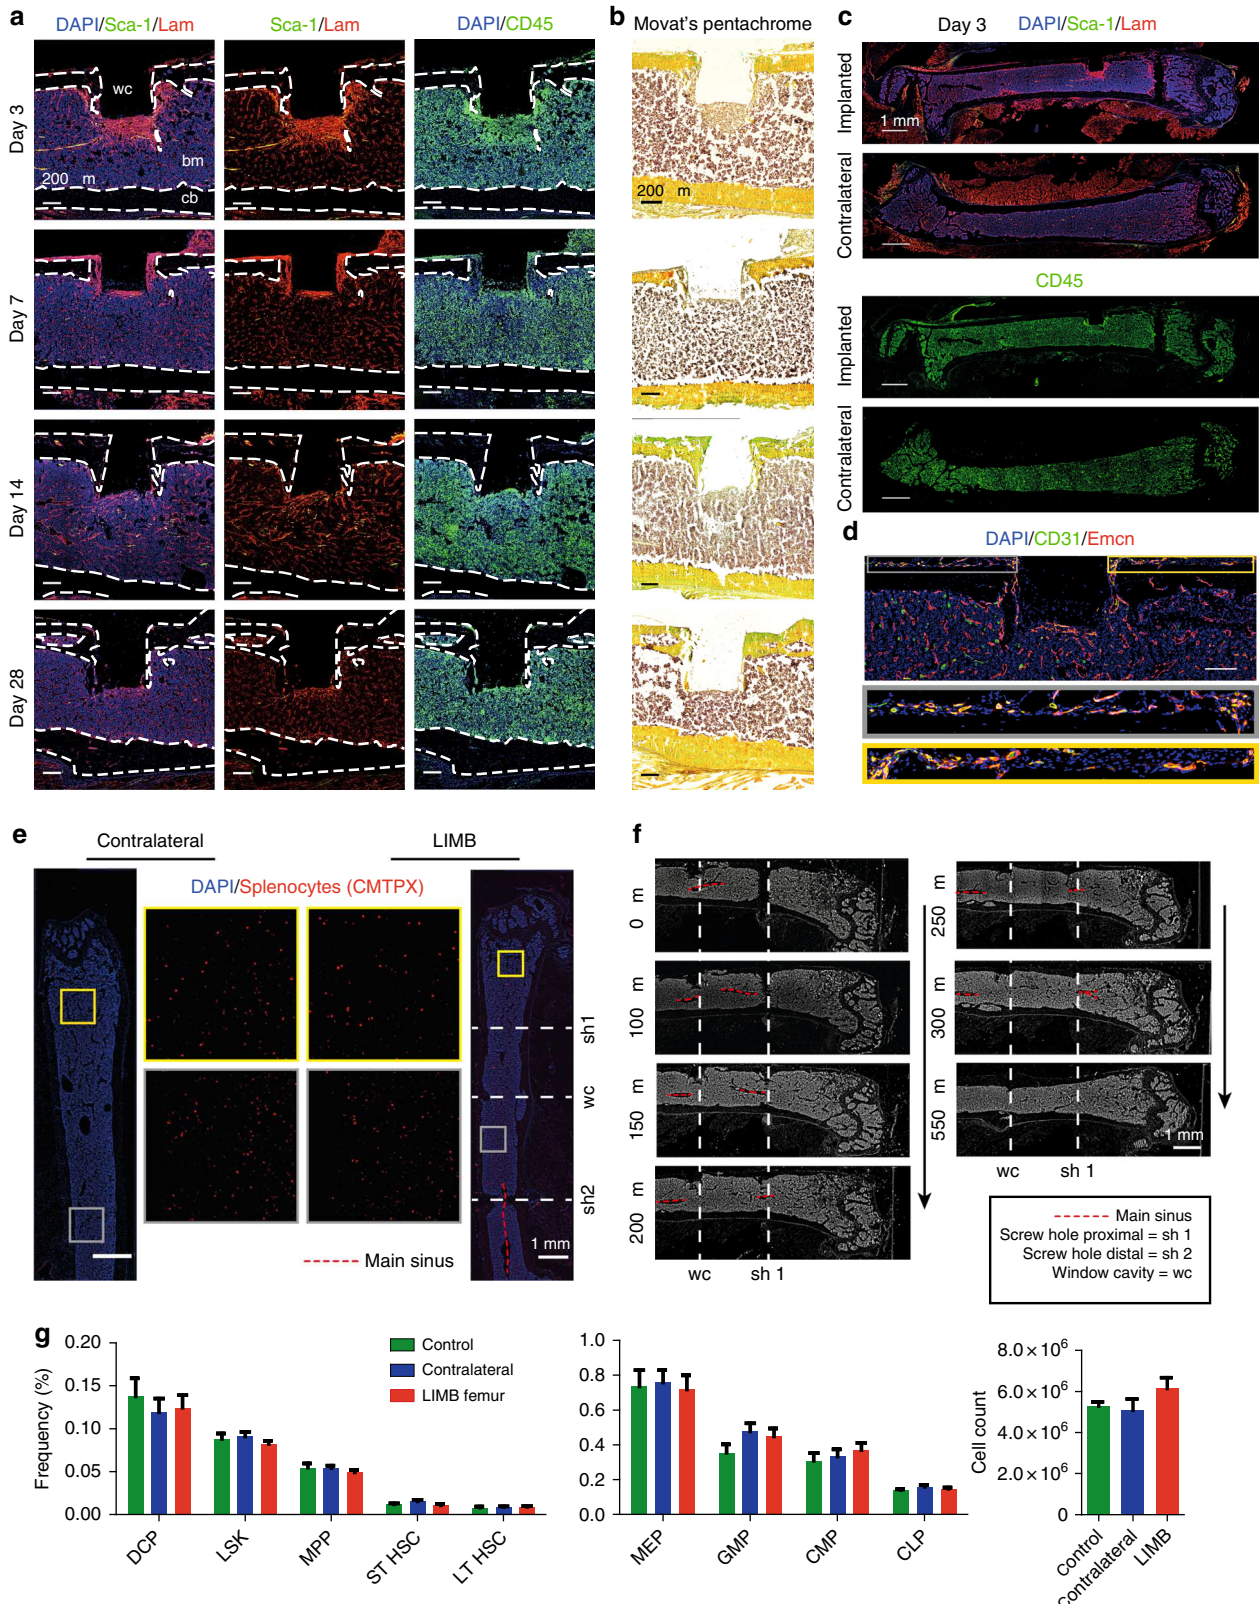 a
DAPI/Sca-1/Lam
Sca-1/Lam
DAPI/CD45
Day 3
wc
bm
cb
200 m
Day 7
Day 14
Day 28
b
Movat's pentachrome
200 m
c
Day 3
DAPI/Sca-1/Lam
Implanted
1 mm
Contralateral
CD45
Implanted
Contralateral
d
DAPI/CD31/Emcn
e
Contralateral
LIMB
DAPI/Splenocytes (CMTPX)
sh1
wc
sh2
Main sinus
1 mm
f
0 m
100 m
150 m
200 m
wc
sh 1
250 m
300 m
550 m
1 mm
wc
sh 1
Main sinus
Screw hole proximal = sh 1
Screw hole distal = sh 2
Window cavity = wc
g
Frequency (%)
0.20
0.15
0.10
0.05
0.00
DCP
LSK
MPP
ST HSC
LT HSC
Control
Contralateral
LIMB femur
1.0
0.8
0.6
0.4
0.2
0.0
MEP
GMP
CMP
CLP
Cell count
8.0 × 10⁶
6.0 × 10⁶
4.0 × 10⁶
2.0 × 10⁶
0
Control
Contralateral
LIMB